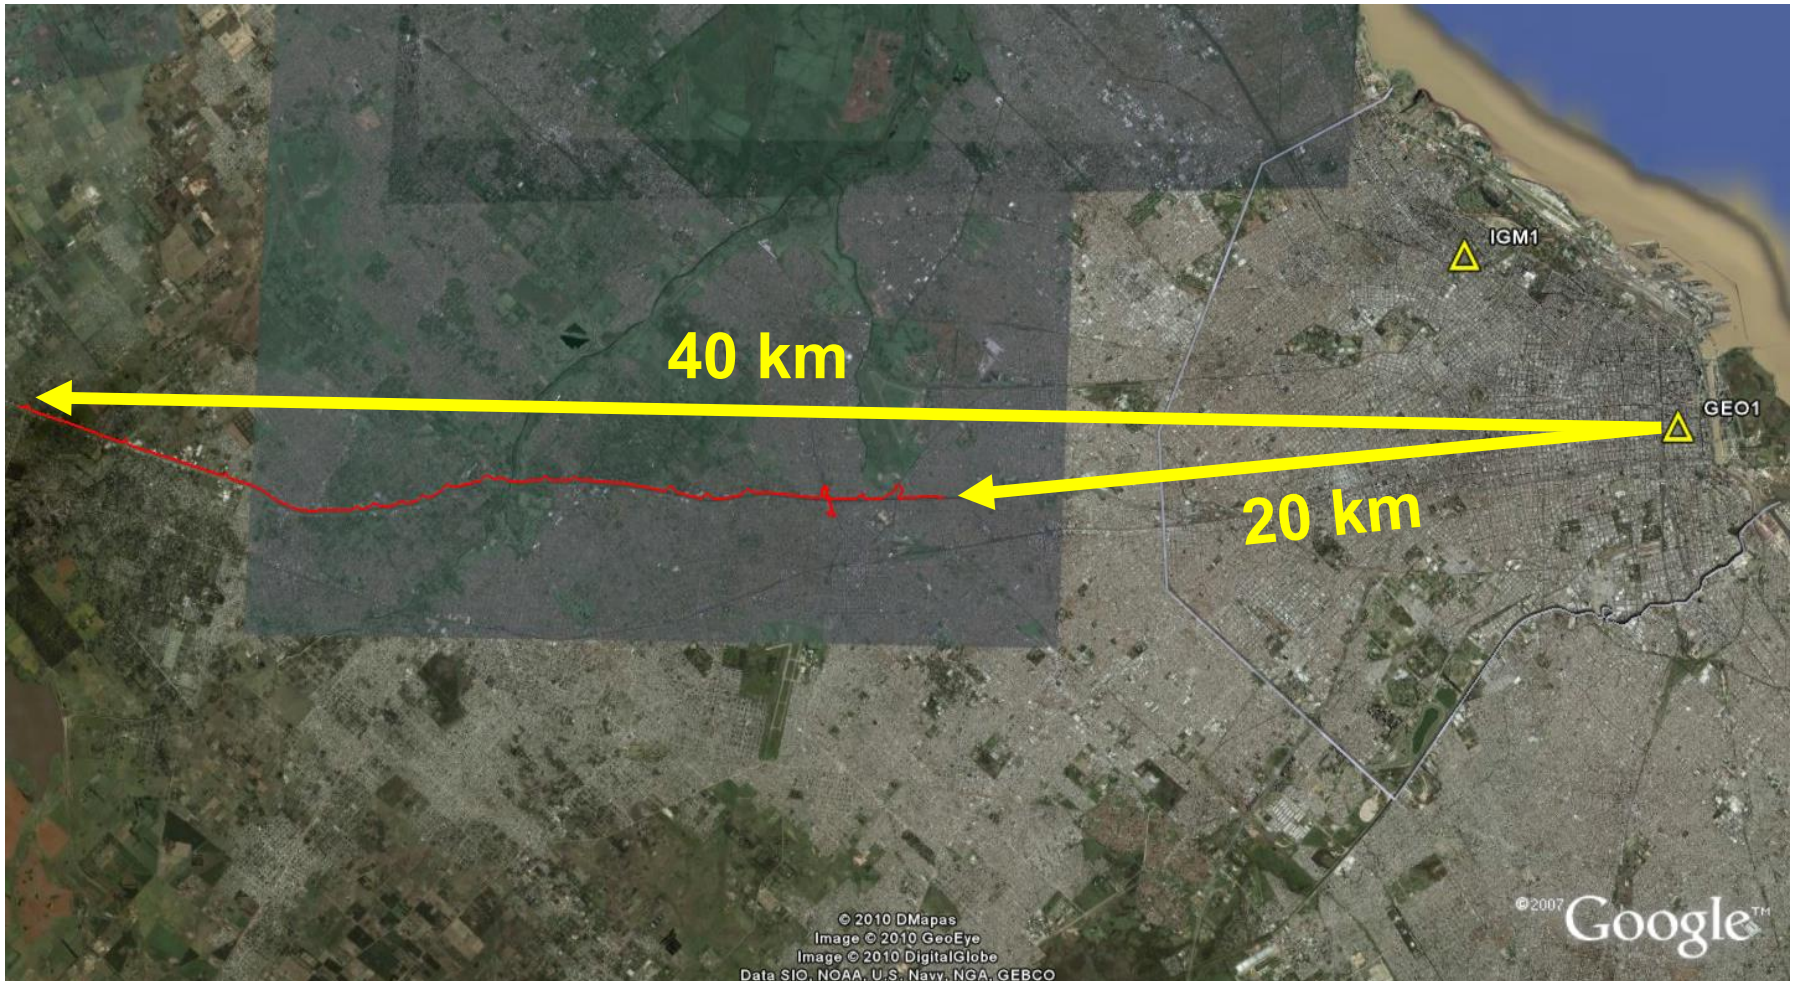 IGM1
40 km
GEO1
20 km
©2007 Google™
© 2010 DMapas
Image © 2010 GeoEye
Image © 2010 DigitalGlobe
Data SIO, NOAA, U.S. Navy, NGA, GEBCO